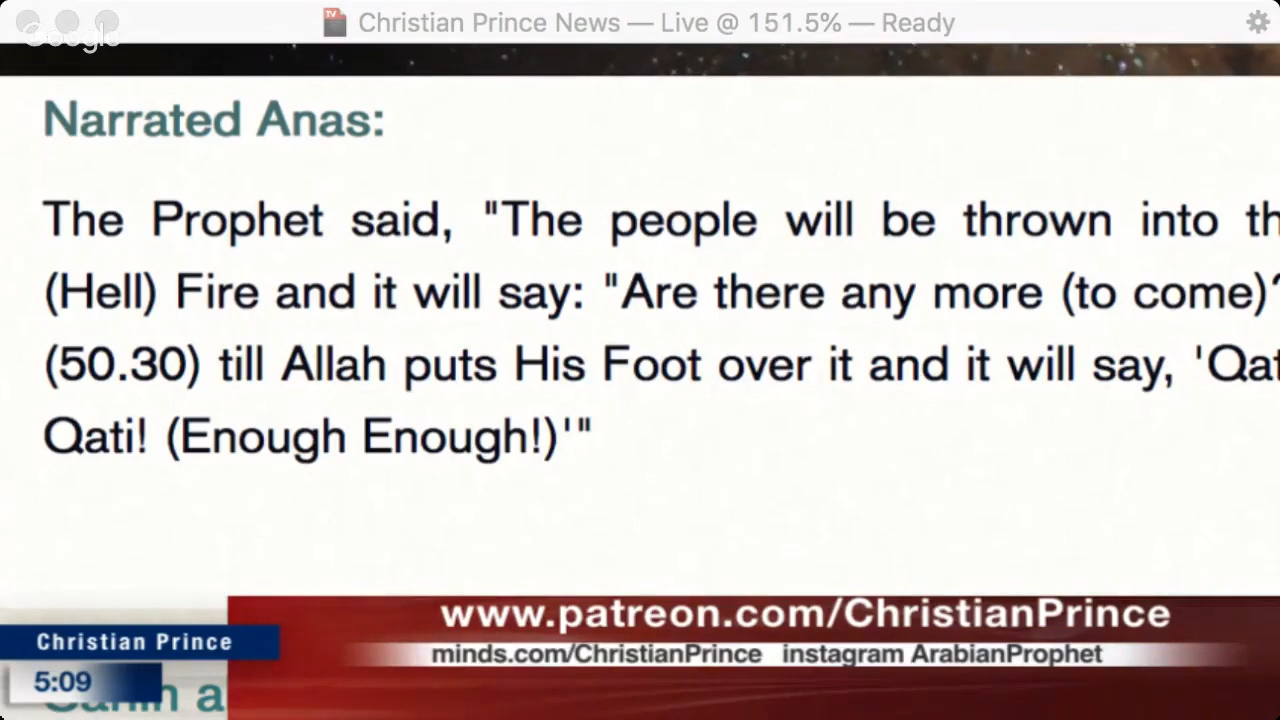 Christian Prince News — Live @ 151.5% — Ready
Google
Narrated Anas:
The Prophet said, "The people will be thrown into th
(Hell) Fire and it will say: "Are there any more (to come)?
(50.30) till Allah puts His Foot over it and it will say, 'Qat
Qati! (Enough Enough!)'"
www.patreon.com/ChristianPrince
Christian Prince
minds.com/ChristianPrince instagram ArabianProphet
5:09